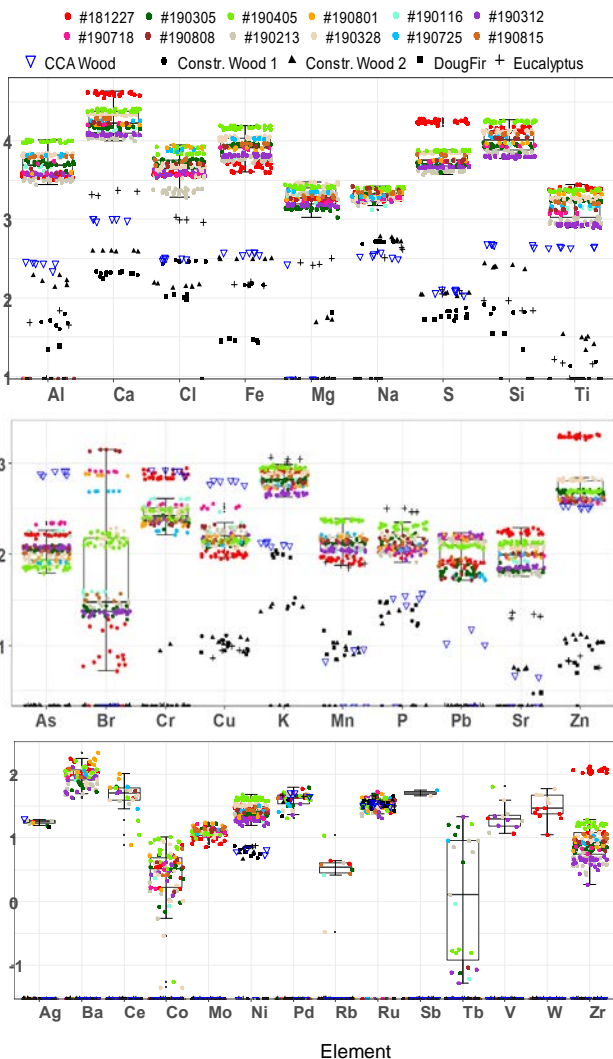 #181227 #190305 #190405 #190801 #190116 #190312
#190718 #190808 #190213 #190328 #190725 #190815
CCA Wood Constr. Wood 1 Constr. Wood 2 DougFir Eucalyptus
4
3
2
1
Al Ca Cl Fe Mg Na S Si Ti
3
2
1
As Br Cr Cu K Mn P Pb Sr Zn
2
1
0
-1
Ag Ba Ce Co Mo Ni Pd Rb Ru Sb Tb V W Zr
Element